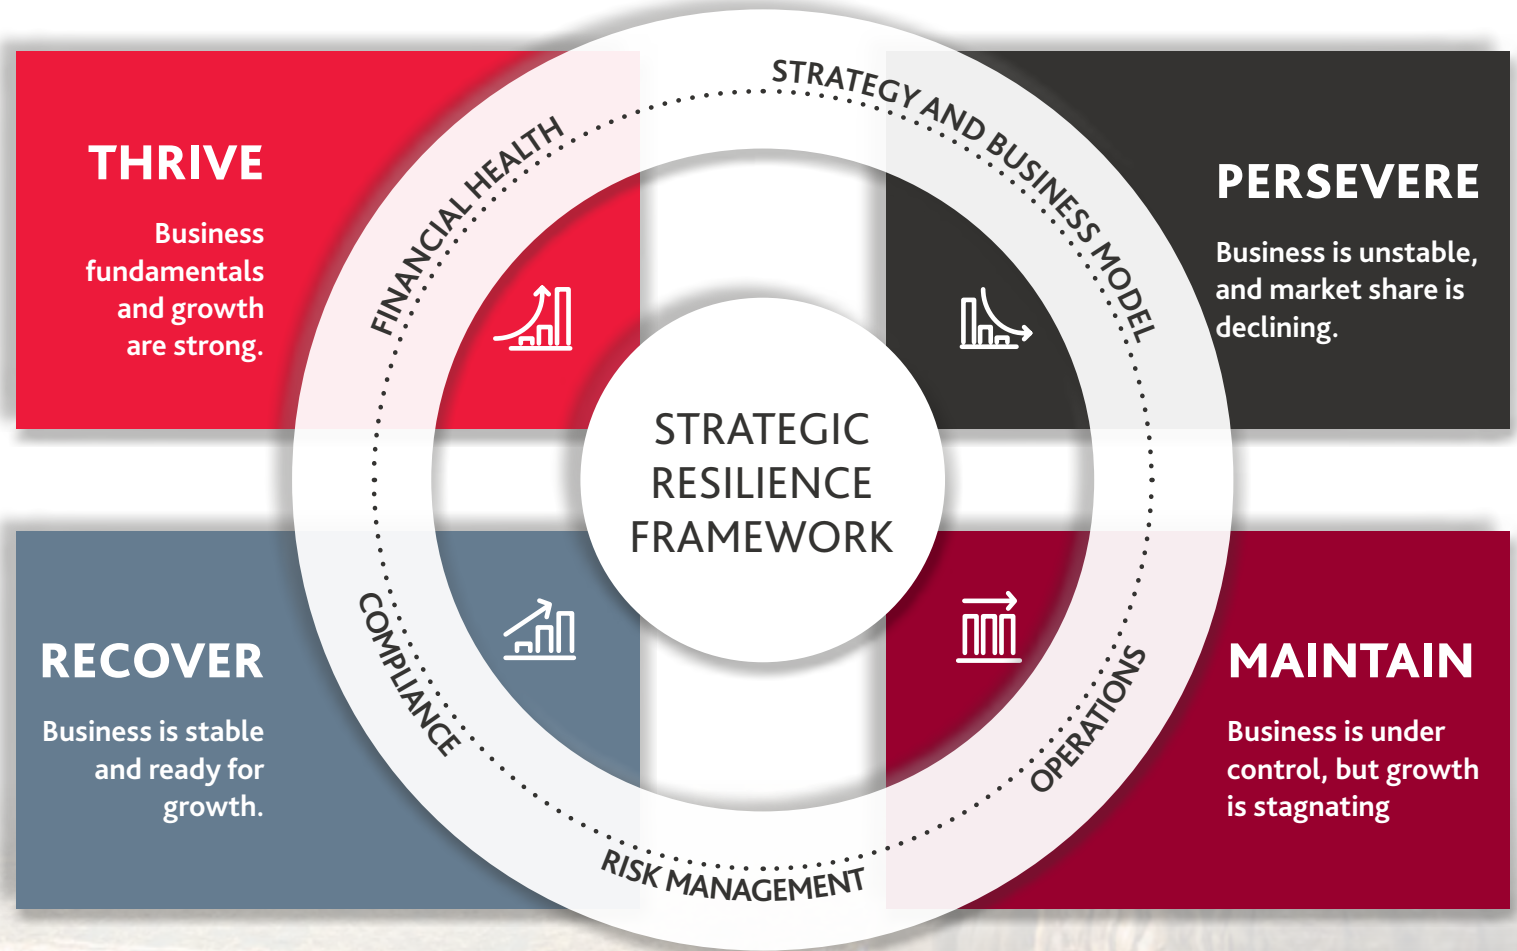 STRATEGY AND BUSINESS MODEL
FINANCIAL HEALTH
THRIVE
Business
fundamentals
and growth
are strong.
PERSEVERE
Business is unstable,
and market share is
declining.
STRATEGIC
RESILIENCE
FRAMEWORK
RECOVER
Business is stable
and ready for
growth.
COMPLIANCE
OPERATIONS
MAINTAIN
Business is under
control, but growth
is stagnating
RISK MANAGEMENT